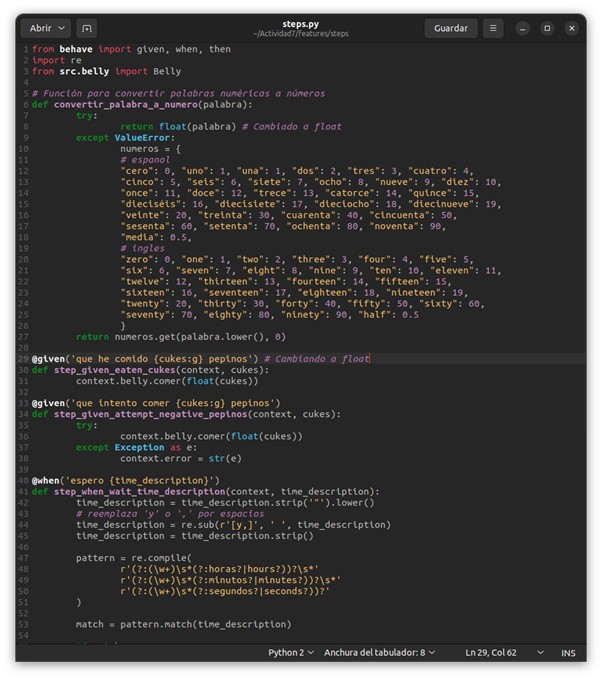 Abrir
steps.py
~/Actividad7/features/steps
Guardar
1 from behave import given, when, then
2 import re
3 from src.belly import Belly
4
5 # Función para convertir palabras numéricas a números
6 def convertir_palabra_a_numero(palabra):
7 try:
8 return float(palabra) # Cambiado a float
9 except ValueError:
10 numeros = {
11 # espanol
12 "cero": 0, "uno": 1, "una": 1, "dos": 2, "tres": 3, "cuatro": 4,
13 "cinco": 5, "seis": 6, "siete": 7, "ocho": 8, "nueve": 9, "diez": 10,
14 "once": 11, "doce": 12, "trece": 13, "catorce": 14, "quince": 15,
15 "dieciséis": 16, "diecisiete": 17, "dieciocho": 18, "diecinueve": 19,
16 "veinte": 20, "treinta": 30, "cuarenta": 40, "cincuenta": 50,
17 "sesenta": 60, "setenta": 70, "ochenta": 80, "noventa": 90,
18 "media": 0.5,
19 # ingles
20 "zero": 0, "one": 1, "two": 2, "three": 3, "four": 4, "five": 5,
21 "six": 6, "seven": 7, "eight": 8, "nine": 9, "ten": 10, "eleven": 11,
22 "twelve": 12, "thirteen": 13, "fourteen": 14, "fifteen": 15,
23 "sixteen": 16, "seventeen": 17, "eighteen": 18, "nineteen": 19,
24 "twenty": 20, "thirty": 30, "forty": 40, "fifty": 50, "sixty": 60,
25 "seventy": 70, "eighty": 80, "ninety": 90, "half": 0.5
26 }
27 return numeros.get(palabra.lower(), 0)
28
29 @given('que he comido {cukes:g} pepinos') # Cambiando a float
30 def step_given_eaten_cukes(context, cukes):
31 context.belly.comer(float(cukes))
32
33 @given('que intento comer {cukes:g} pepinos')
34 def step_given_attempt_negative_pepinos(context, cukes):
35 try:
36 context.belly.comer(float(cukes))
37 except Exception as e:
38 context.error = str(e)
39
40 @when('espero {time_description}')
41 def step_when_wait_time_description(context, time_description):
42 time_description = time_description.strip('"').lower()
43 # reemplaza 'y' o ',' por espacios
44 time_description = re.sub(r'[y,]', ' ', time_description)
45 time_description = time_description.strip()
46
47 pattern = re.compile(
48 r'(?:(\w+)\s*(?:horas?|hours?))?\s*'
49 r'(?:(\w+)\s*(?:minutos?|minutes?))?\s*'
50 r'(?:(\w+)\s*(?:segundos?|seconds?))?'
51 )
52
53 match = pattern.match(time_description)
54
Python 2 Anchura del tabulador: 8 Ln 29, Col 62 INS